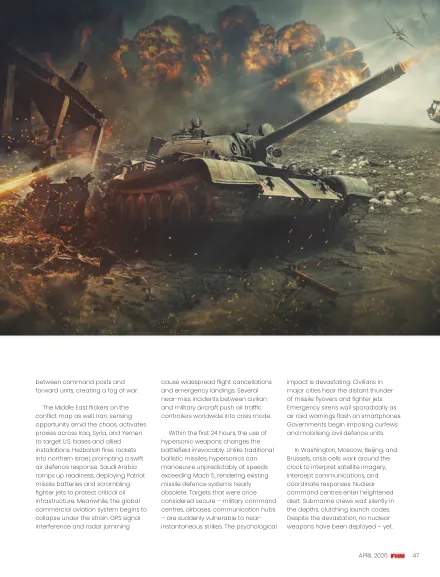 between command posts and
forward units, creating a fog of war.
The Middle East flickers on the
conflict map as well. Iran, sensing
opportunity amid the chaos, activates
proxies across Iraq, Syria, and Yemen
to target U.S. bases and allied
installations. Hezbollah fires rockets
into northern Israel, prompting a swift
air defence response. Saudi Arabia
ramps up readiness, deploying Patriot
missile batteries and scrambling
fighter jets to protect critical oil
infrastructure. Meanwhile, the global
commercial aviation system begins to
collapse under the strain. GPS signal
interference and radar jamming
cause widespread flight cancellations
and emergency landings. Several
near-miss incidents between civilian
and military aircraft push air traffic
controllers worldwide into crisis mode.
Within the first 24 hours, the use of
hypersonic weapons changes the
battlefield irrevocably. Unlike traditional
ballistic missiles, hypersonics can
manoeuvre unpredictably at speeds
exceeding Mach 5, rendering existing
missile defence systems nearly
obsolete. Targets that were once
considered secure – military command
centres, airbases, communication hubs
– are suddenly vulnerable to near-
instantaneous strikes. The psychological
impact is devastating. Civilians in
major cities hear the distant thunder
of missile flyovers and fighter jets.
Emergency sirens wail sporadically as
air raid warnings flash on smartphones.
Governments begin imposing curfews
and mobilising civil defence units.
In Washington, Moscow, Beijing, and
Brussels, crisis cells work around the
clock to interpret satellite imagery,
intercept communications, and
coordinate responses. Nuclear
command centres enter heightened
alert. Submarine crews wait silently in
the depths, clutching launch codes.
Despite the devastation, no nuclear
weapons have been deployed – yet.
APRIL 2026 FHM 47